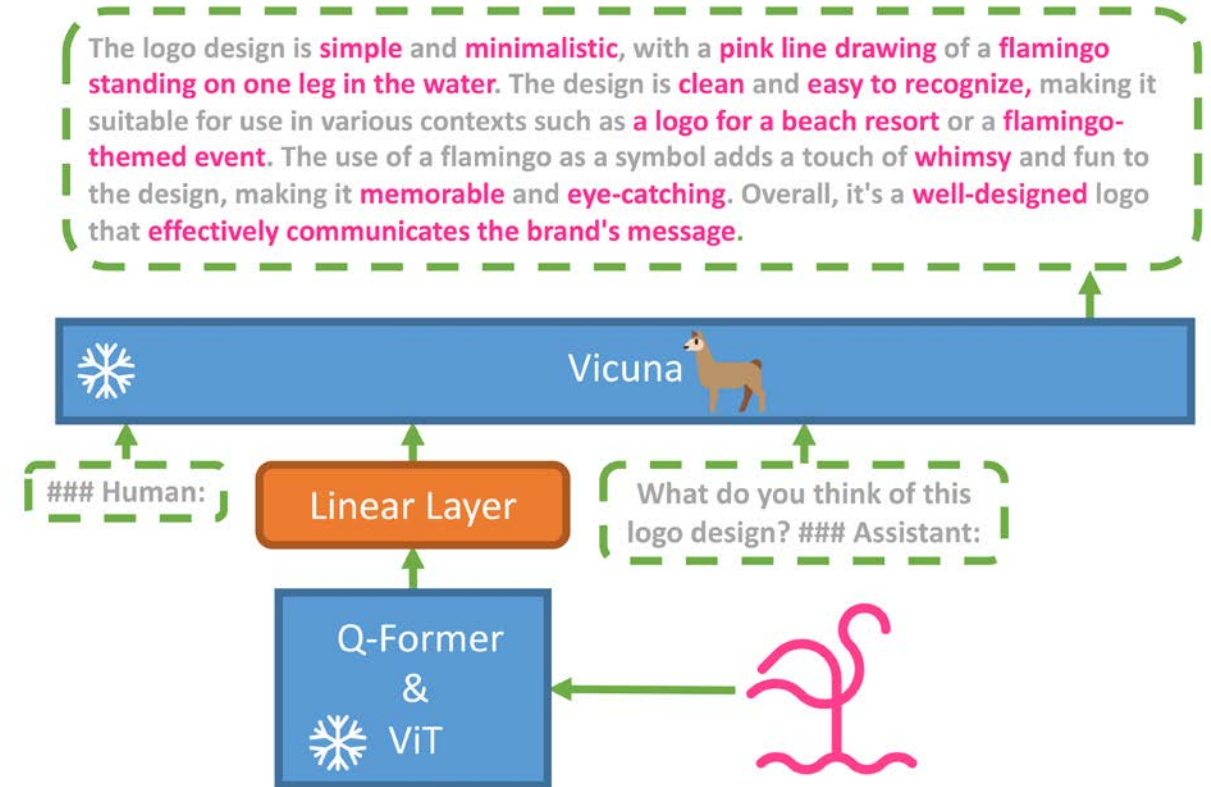 The logo design is simple and minimalistic, with a pink line drawing of a flamingo
standing on one leg in the water. The design is clean and easy to recognize, making it
suitable for use in various contexts such as a logo for a beach resort or a flamingo-
themed event. The use of a flamingo as a symbol adds a touch of whimsy and fun to
the design, making it memorable and eye-catching. Overall, it's a well-designed logo
that effectively communicates the brand's message.
Vicuna
### Human:
Linear Layer
What do you think of this
logo design? ### Assistant:
Q-Former
&
ViT